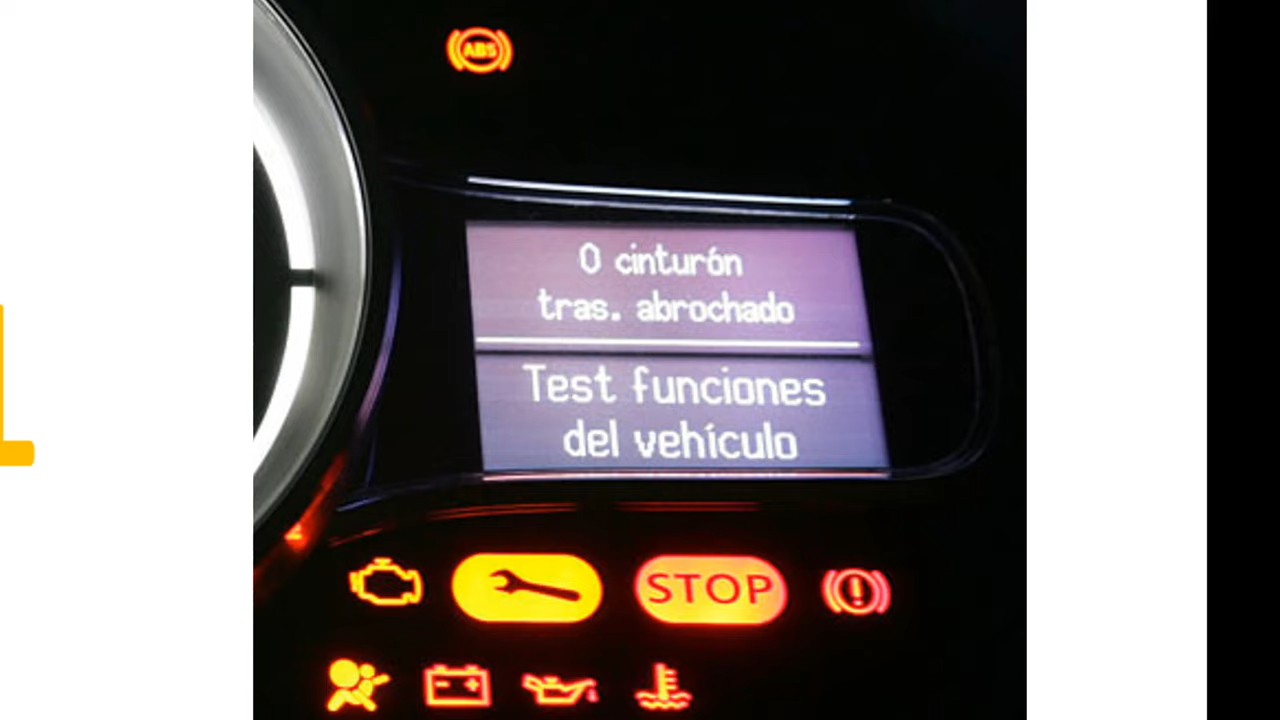 ABS
0 cinturón
tras. abrochado
Test funciones
del vehículo
STOP